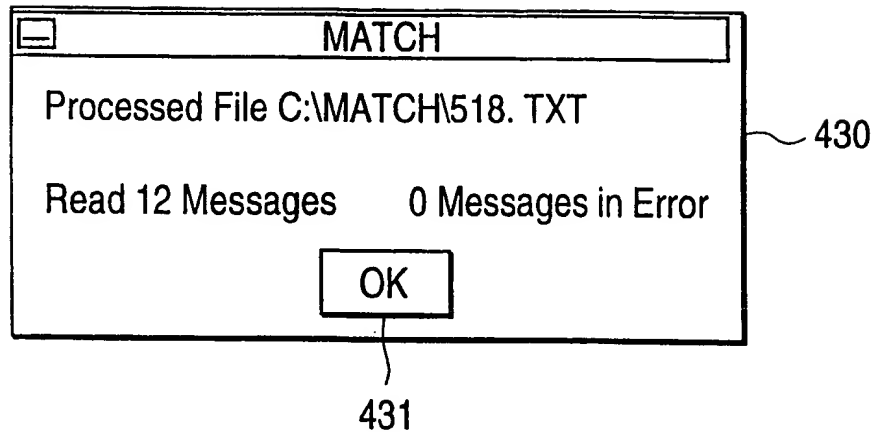 MATCH
Processed File C:\MATCH\518. TXT
430
Read 12 Messages 0 Messages in Error
OK
431